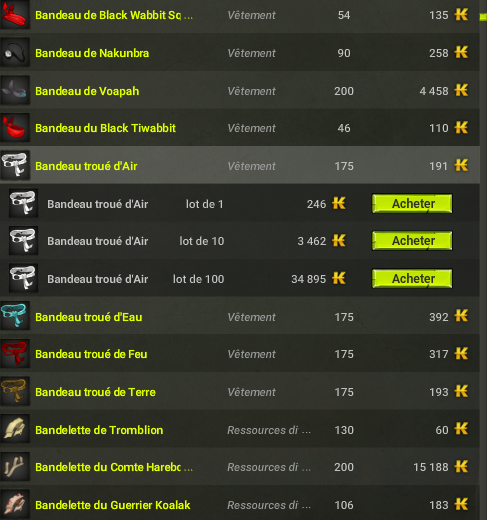 Bandeau de Black Wabbit Sq ... Vêtement 54 135
Bandeau de Nakunbra Vêtement 90 258
Bandeau de Voapah Vêtement 200 4 458
Bandeau du Black Tiwabbit Vêtement 46 110
Bandeau troué d'Air Vêtement 175 191
Bandeau troué d'Air lot de 1 246 Acheter
Bandeau troué d'Air lot de 10 3 462 Acheter
Bandeau troué d'Air lot de 100 34 895 Acheter
Bandeau troué d'Eau Vêtement 175 392
Bandeau troué de Feu Vêtement 175 317
Bandeau troué de Terre Vêtement 175 193
Bandelette de Tromblion Ressources di ... 130 60
Bandelette du Comte Harebo ... Ressources di ... 200 15 188
Bandelette du Guerrier Koalak Ressources di ... 106 183